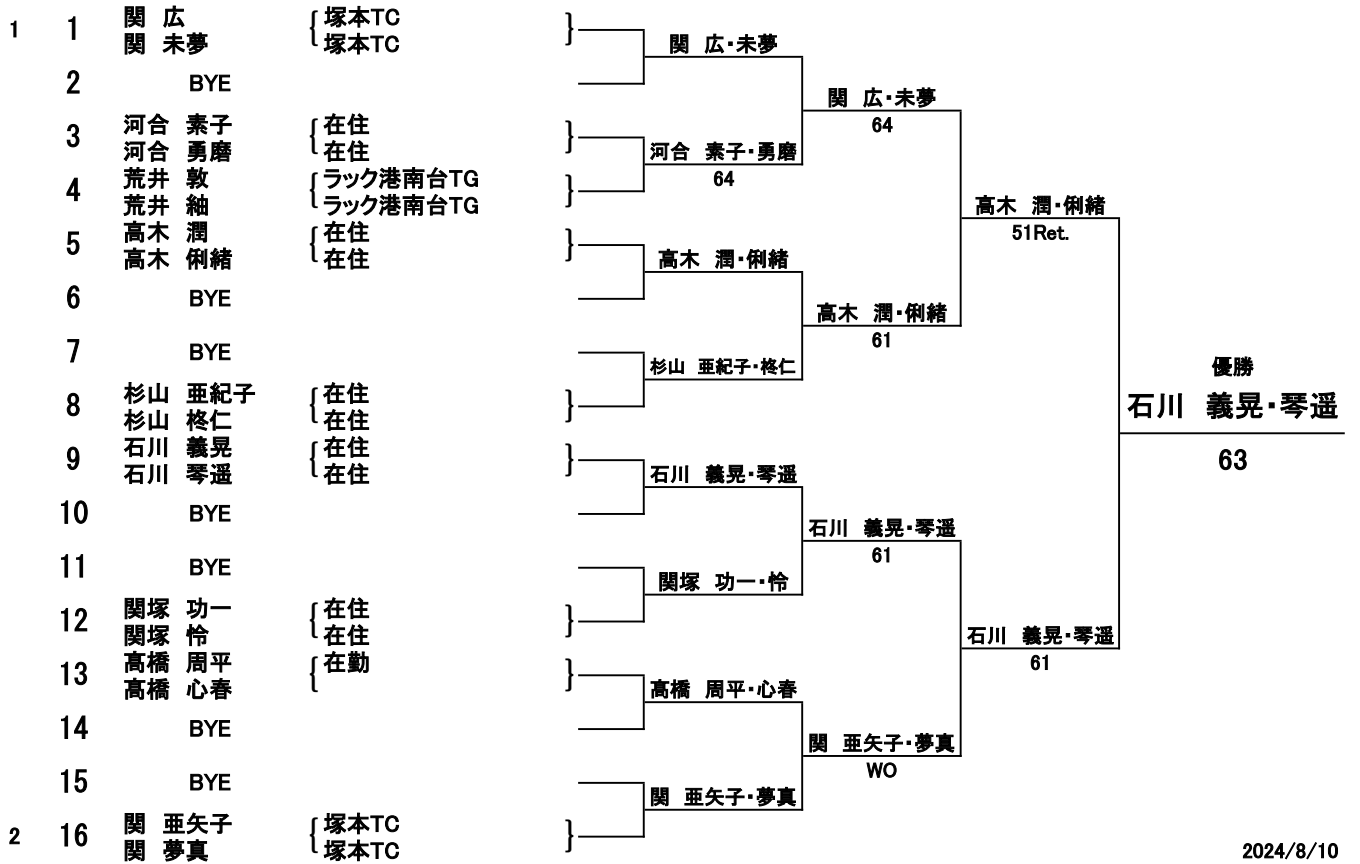 1 1 関 広 塚本TC
関 未夢 塚本TC
関 広・未夢
2 BYE
関 広・未夢
64
3 河合 素子 在住
河合 勇磨 在住
河合 素子・勇磨
64
4 荒井 敦 ラック港南台TG
荒井 紬 ラック港南台TG
高木 潤・俐緒
51Ret.
5 高木 潤 在住
高木 俐緒 在住
高木 潤・俐緒
6 BYE
高木 潤・俐緒
61
7 BYE
杉山 亜紀子・柊仁
8 杉山 亜紀子 在住
杉山 柊仁 在住
優勝
石川 義晃・琴遥
63
9 石川 義晃 在住
石川 琴遥 在住
石川 義晃・琴遥
10 BYE
石川 義晃・琴遥
61
11 BYE
関塚 功一・怜
12 関塚 功一 在住
関塚 怜 在住
石川 義晃・琴遥
61
13 高橋 周平 在勤
高橋 心春
高橋 周平・心春
14 BYE
関 亜矢子・夢真
WO
15 BYE
関 亜矢子・夢真
2 16 関 亜矢子 塚本TC
関 夢真 塚本TC
2024/8/10